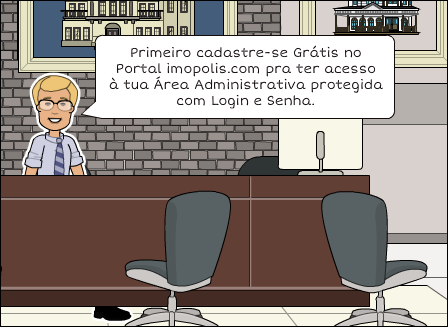 Primeiro cadastre-se Grátis no
Portal imopolis.com pra ter acesso
à tua Área Administrativa protegida
com Login e Senha.